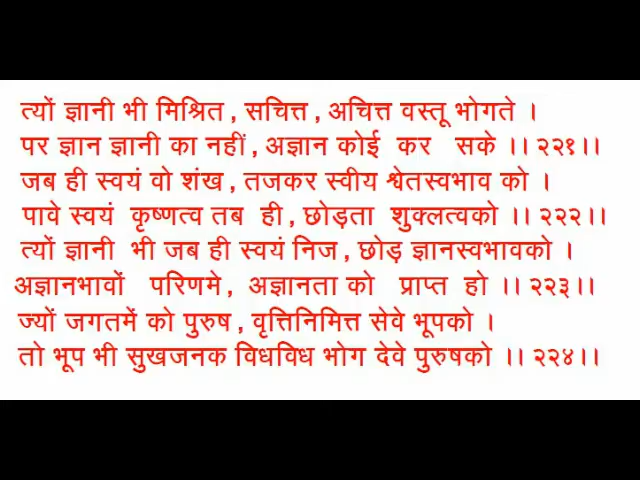 त्यों ज्ञानी भी मिश्रित , सचित्त , अचित्त वस्तू भोगते ।
पर ज्ञान ज्ञानी का नहीं , अज्ञान कोई कर सके ।। २२१।।
जब ही स्वयं वो शंख , तजकर स्वीय श्वेतस्वभाव को ।
पावे स्वयं कृष्णत्व तब ही , छोड़ता शुक्लत्वको ।। २२२।।
त्यों ज्ञानी भी जब ही स्वयं निज , छोड़ ज्ञानस्वभावको ।
अज्ञानभावों परिणमे , अज्ञानता को प्राप्त हो ।। २२३।।
ज्यों जगतमें को पुरुष , वृत्तिनिमित्त सेवे भूपको ।
तो भूप भी सुखजनक विधविध भोग देवे पुरुषको ।। २२४।।